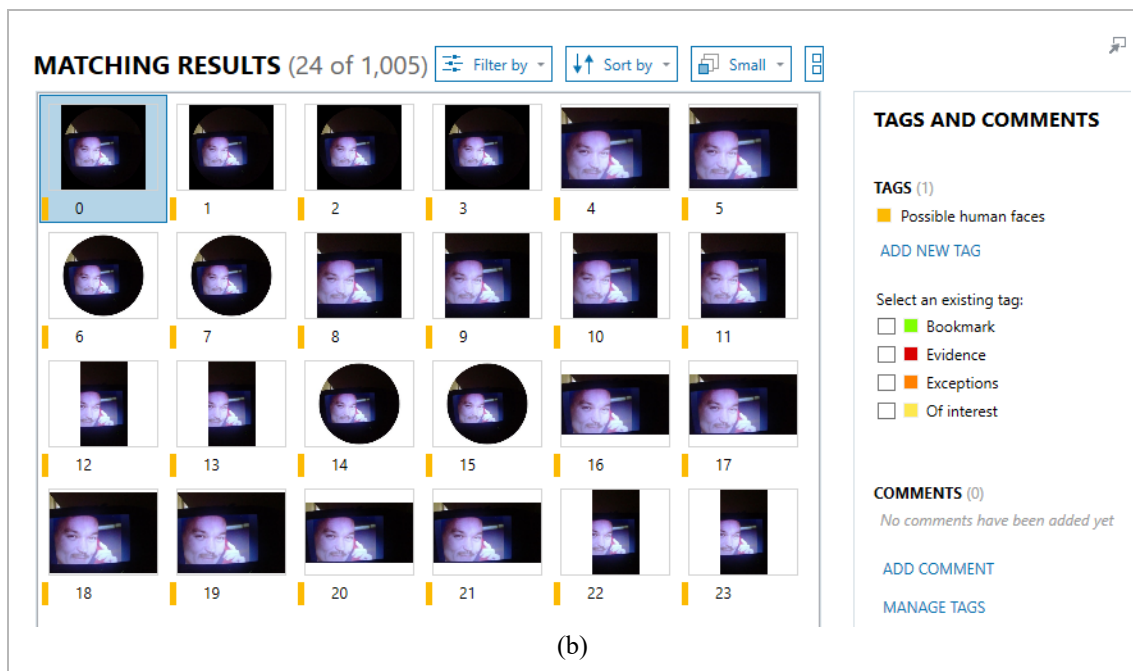 MATCHING RESULTS (24 of 1,005) Filter by Sort by Small
0 1 2 3 4 5
6 7 8 9 10 11
12 13 14 15 16 17
18 19 20 21 22 23
TAGS AND COMMENTS
TAGS (1)
Possible human faces
ADD NEW TAG
Select an existing tag:
Bookmark
Evidence
Exceptions
Of interest
COMMENTS (0)
No comments have been added yet
ADD COMMENT
MANAGE TAGS
(b)